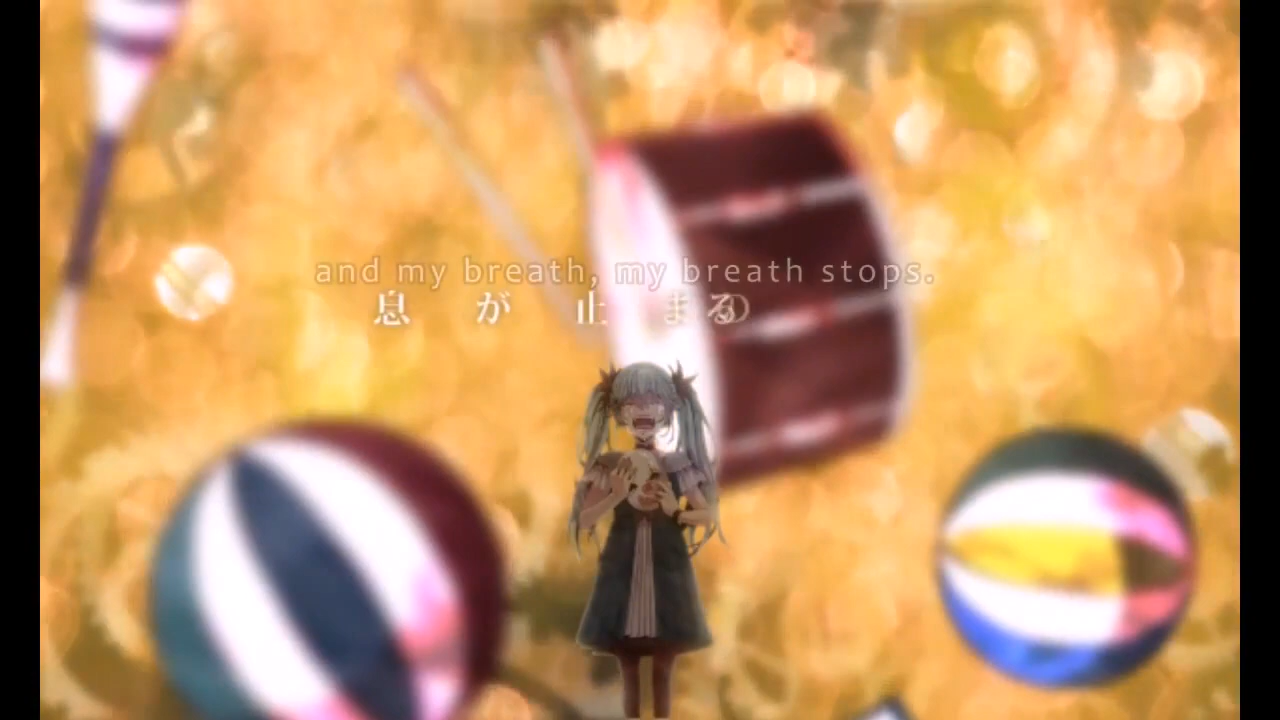 and my breath, my breath stops.
息が止まる